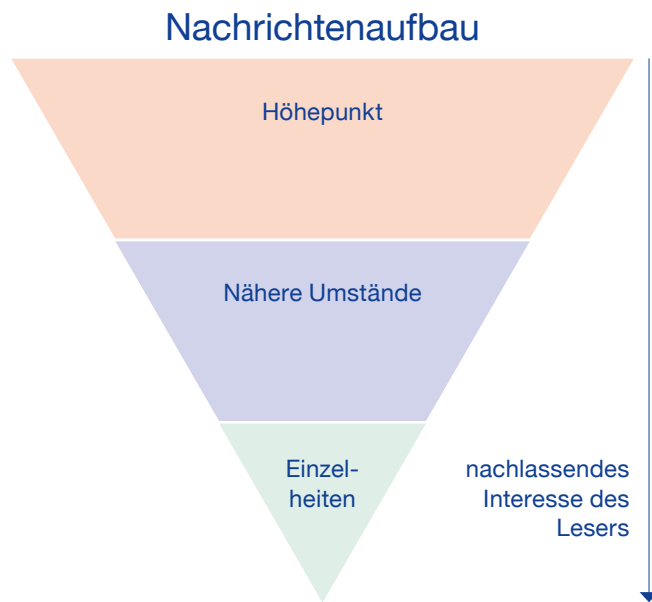 Nachrichtenaufbau
Höhepunkt
Nähere Umstände
Einzel-
heiten
nachlassendes
Interesse des
Lesers